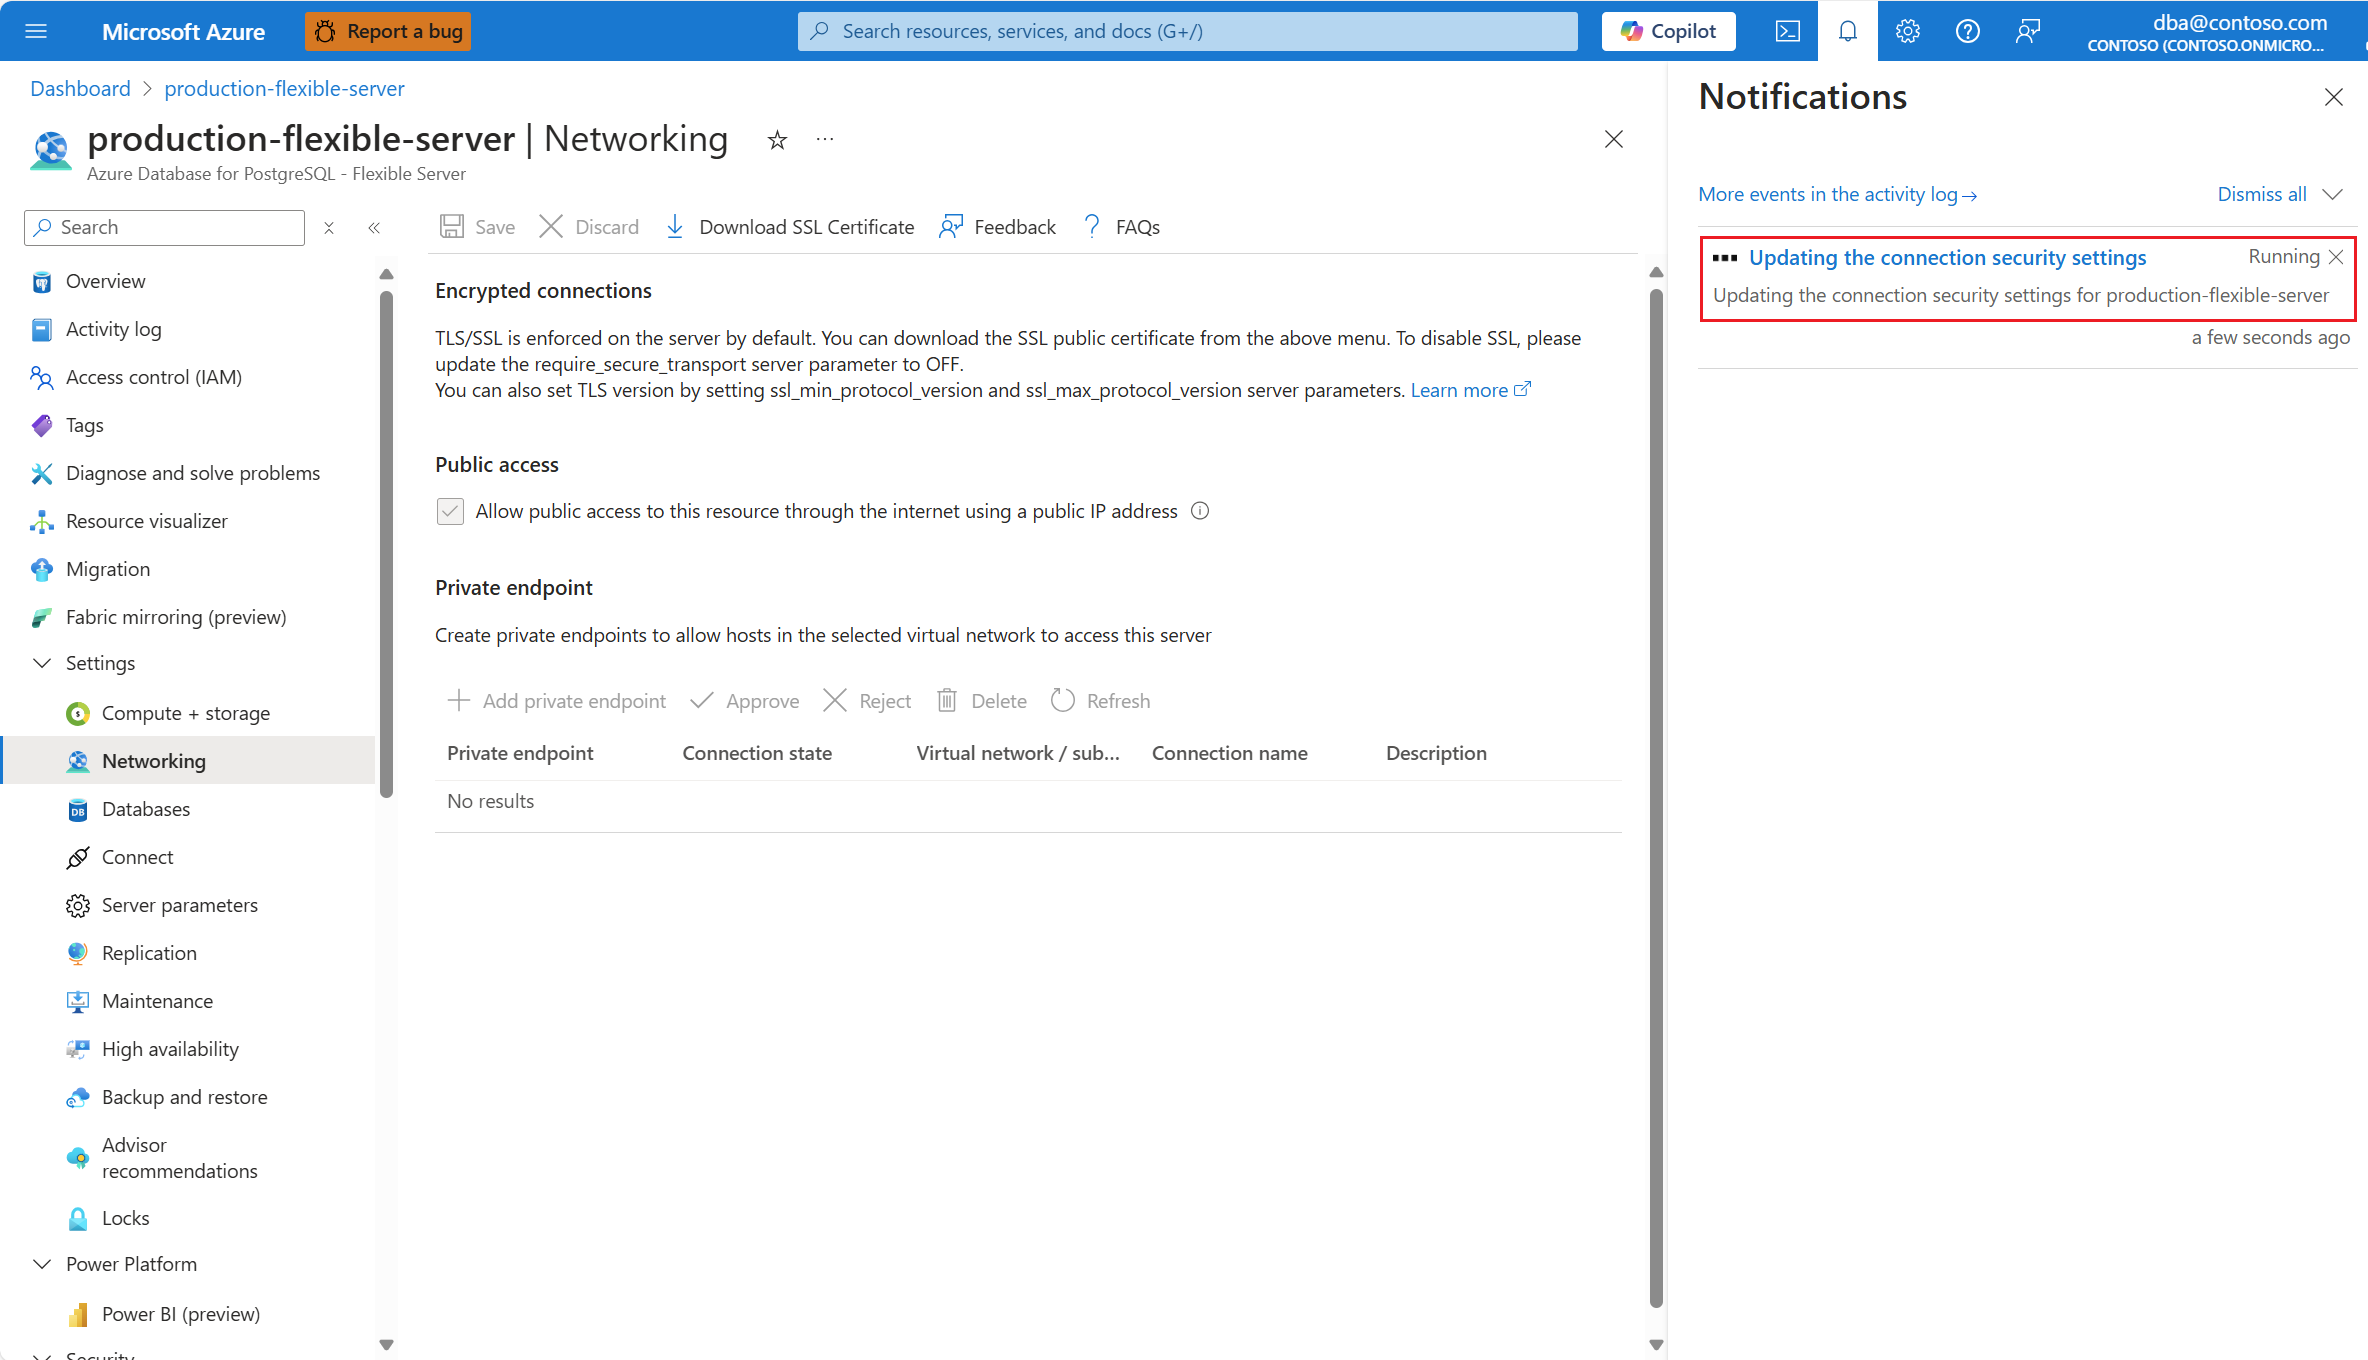 Microsoft Azure
Report a bug
Search resources, services, and docs (G+/)
Copilot
dba@contoso.com
CONTOSO (CONTOSO.ONMICRO...
Dashboard > production-flexible-server
production-flexible-server | Networking
Azure Database for PostgreSQL - Flexible Server
Search
Overview
Activity log
Access control (IAM)
Tags
Diagnose and solve problems
Resource visualizer
Migration
Fabric mirroring (preview)
Settings
Compute + storage
Networking
Databases
Connect
Server parameters
Replication
Maintenance
High availability
Backup and restore
Advisor
recommendations
Locks
Power Platform
Power BI (preview)
Security
Save Discard Download SSL Certificate Feedback FAQs
Encrypted connections
TLS/SSL is enforced on the server by default. You can download the SSL public certificate from the above menu. To disable SSL, please
update the require_secure_transport server parameter to OFF.
You can also set TLS version by setting ssl_min_protocol_version and ssl_max_protocol_version server parameters. Learn more
Public access
Allow public access to this resource through the internet using a public IP address
Private endpoint
Create private endpoints to allow hosts in the selected virtual network to access this server
Add private endpoint Approve Reject Delete Refresh
Private endpoint Connection state Virtual network / sub... Connection name Description
No results
Notifications
More events in the activity log→ Dismiss all
Updating the connection security settings Running
Updating the connection security settings for production-flexible-server
a few seconds ago